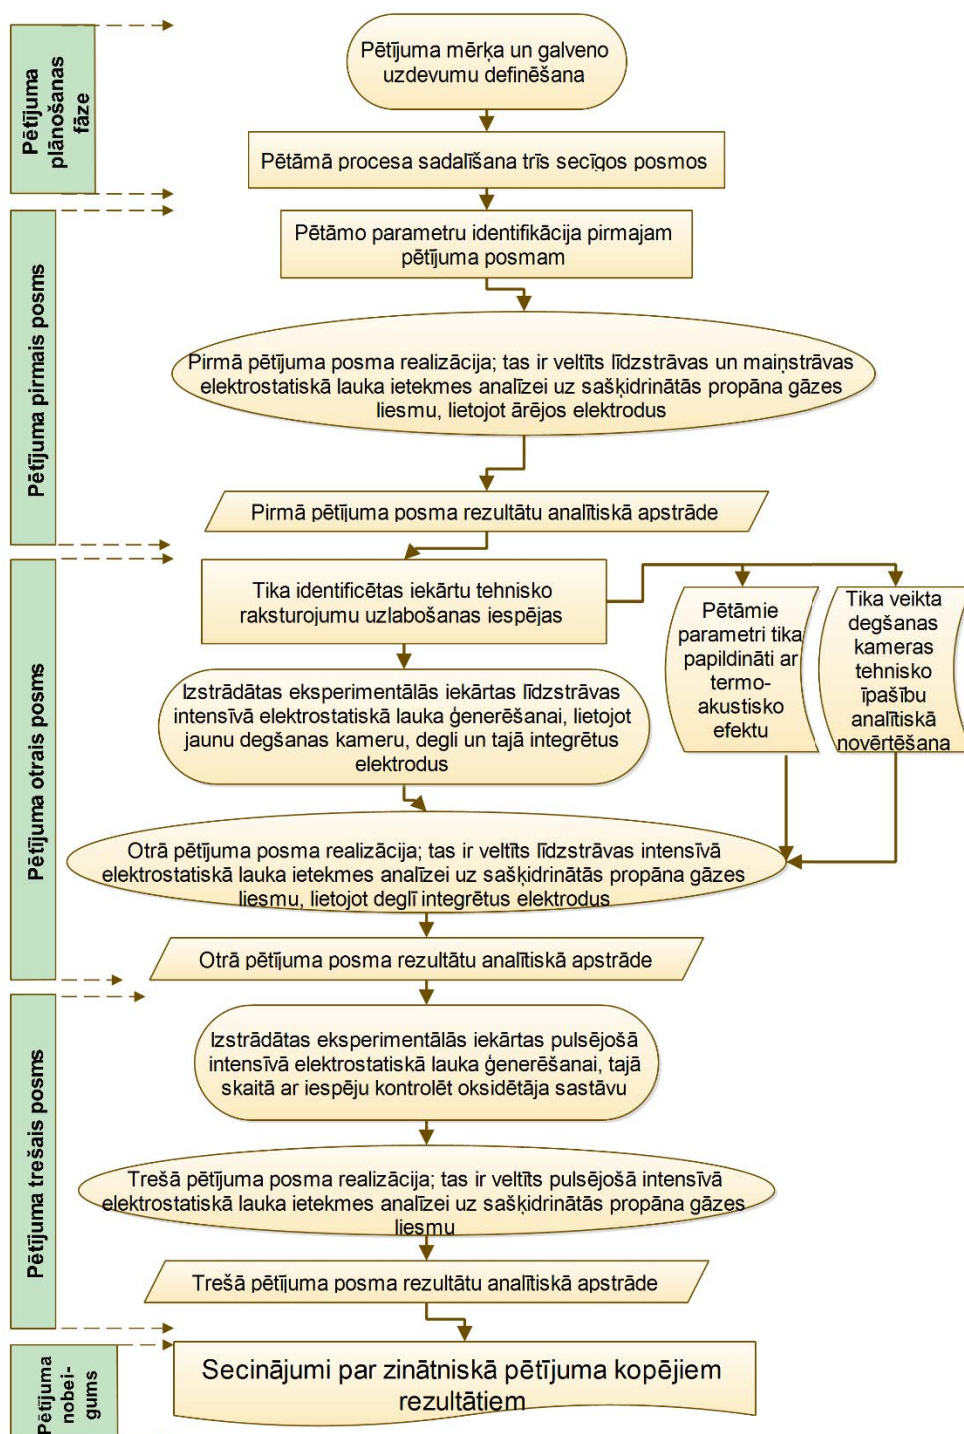 Pētījuma
plānošanas
fāze
Pētījuma mērķa un galveno
uzdevumu definēšana
Pētāmā procesa sadalīšana trīs secīgos posmos
Pētījuma pirmais posms
Pētāmo parametru identifikācija pirmajam
pētījuma posmam
Pirmā pētījuma posma realizācija; tas ir veltīts līdzstrāvas un maiņstrāvas
elektrostatiskā lauka ietekmes analīzei uz sašķidrinātās propāna gāzes
liesmu, lietojot ārējos elektrodus
Pirmā pētījuma posma rezultātu analītiskā apstrāde
Pētījuma otrais posms
Tika identificētas iekārtu tehnisko
raksturojumu uzlabošanas iespējas
Pētāmie
parametri tika
papildināti ar
termo-
akustisko
efektu
Tika veikta
degšanas
kameras
tehnisko
īpašību
analītiskā
novērtēšana
Izstrādātas eksperimentālās iekārtas līdzstrāvas
intensīvā elektrostatiskā lauka ģenerēšanai, lietojot
jaunu degšanas kameru, degli un tajā integrētus
elektrodus
Otrā pētījuma posma realizācija; tas ir veltīts līdzstrāvas intensīvā
elektrostatiskā lauka ietekmes analīzei uz sašķidrinātās propāna gāzes
liesmu, lietojot deglī integrētus elektrodus
Otrā pētījuma posma rezultātu analītiskā apstrāde
Pētījuma trešais posms
Izstrādātas eksperimentālās iekārtas pulsējošā
intensīvā elektrostatiskā lauka ģenerēšanai, tajā
skaitā ar iespēju kontrolēt oksidētāja sastāvu
Trešā pētījuma posma realizācija; tas ir veltīts pulsējošā intensīvā
elektrostatiskā lauka ietekmes analīzei uz sašķidrinātās propāna gāzes
liesmu
Trešā pētījuma posma rezultātu analītiskā apstrāde
Pētījuma
nobei-
gums
Secinājumi par zinātniskā pētījuma kopējiem
rezultātiem